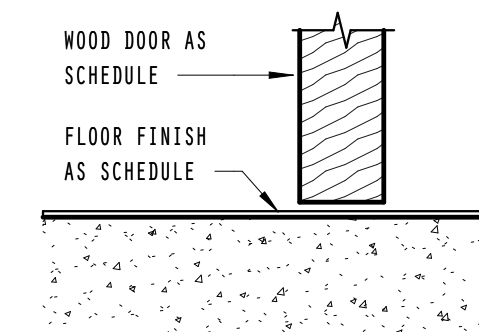 WOOD DOOR AS
SCHEDULE
FLOOR FINISH
AS SCHEDULE